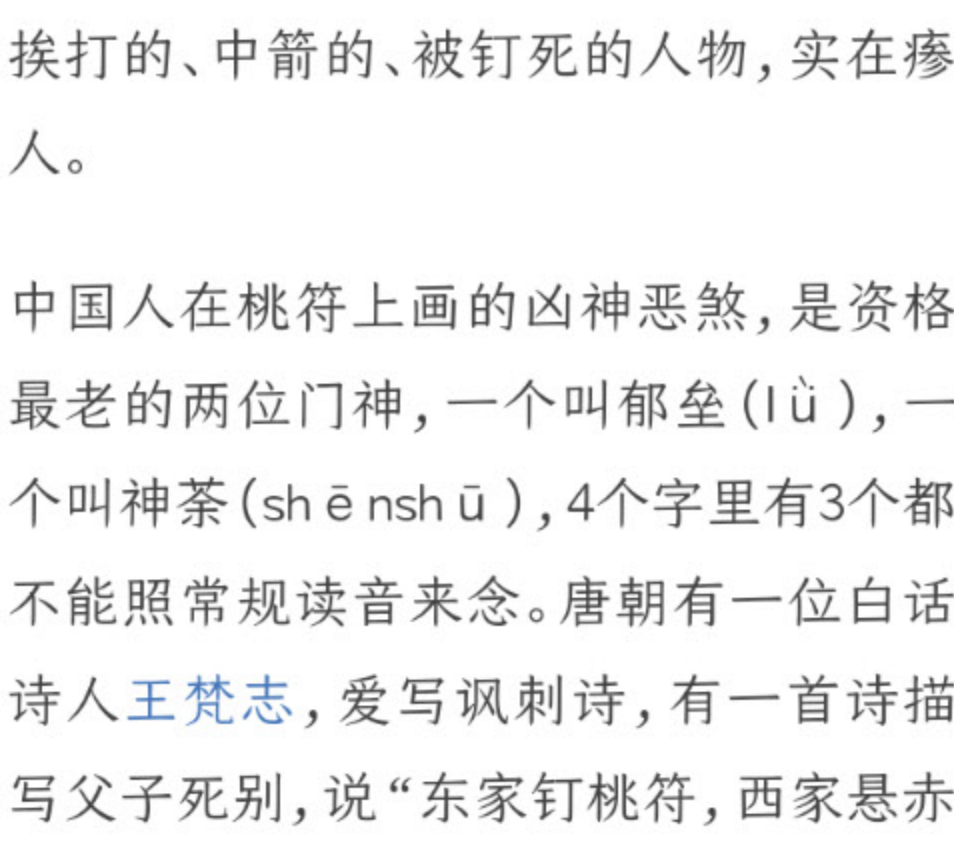 挨打的、中箭的、被钉死的人物，实在瘆
人。
中国人在桃符上画的凶神恶煞，是资格
最老的两位门神，一个叫郁垒(lǜ)，一
个叫神荼(shēnshū)，4个字里有3个都
不能照常规读音来念。唐朝有一位白话
诗人王梵志，爱写讽刺诗，有一首诗描
写父子死别，说“东家钉桃符，西家悬赤